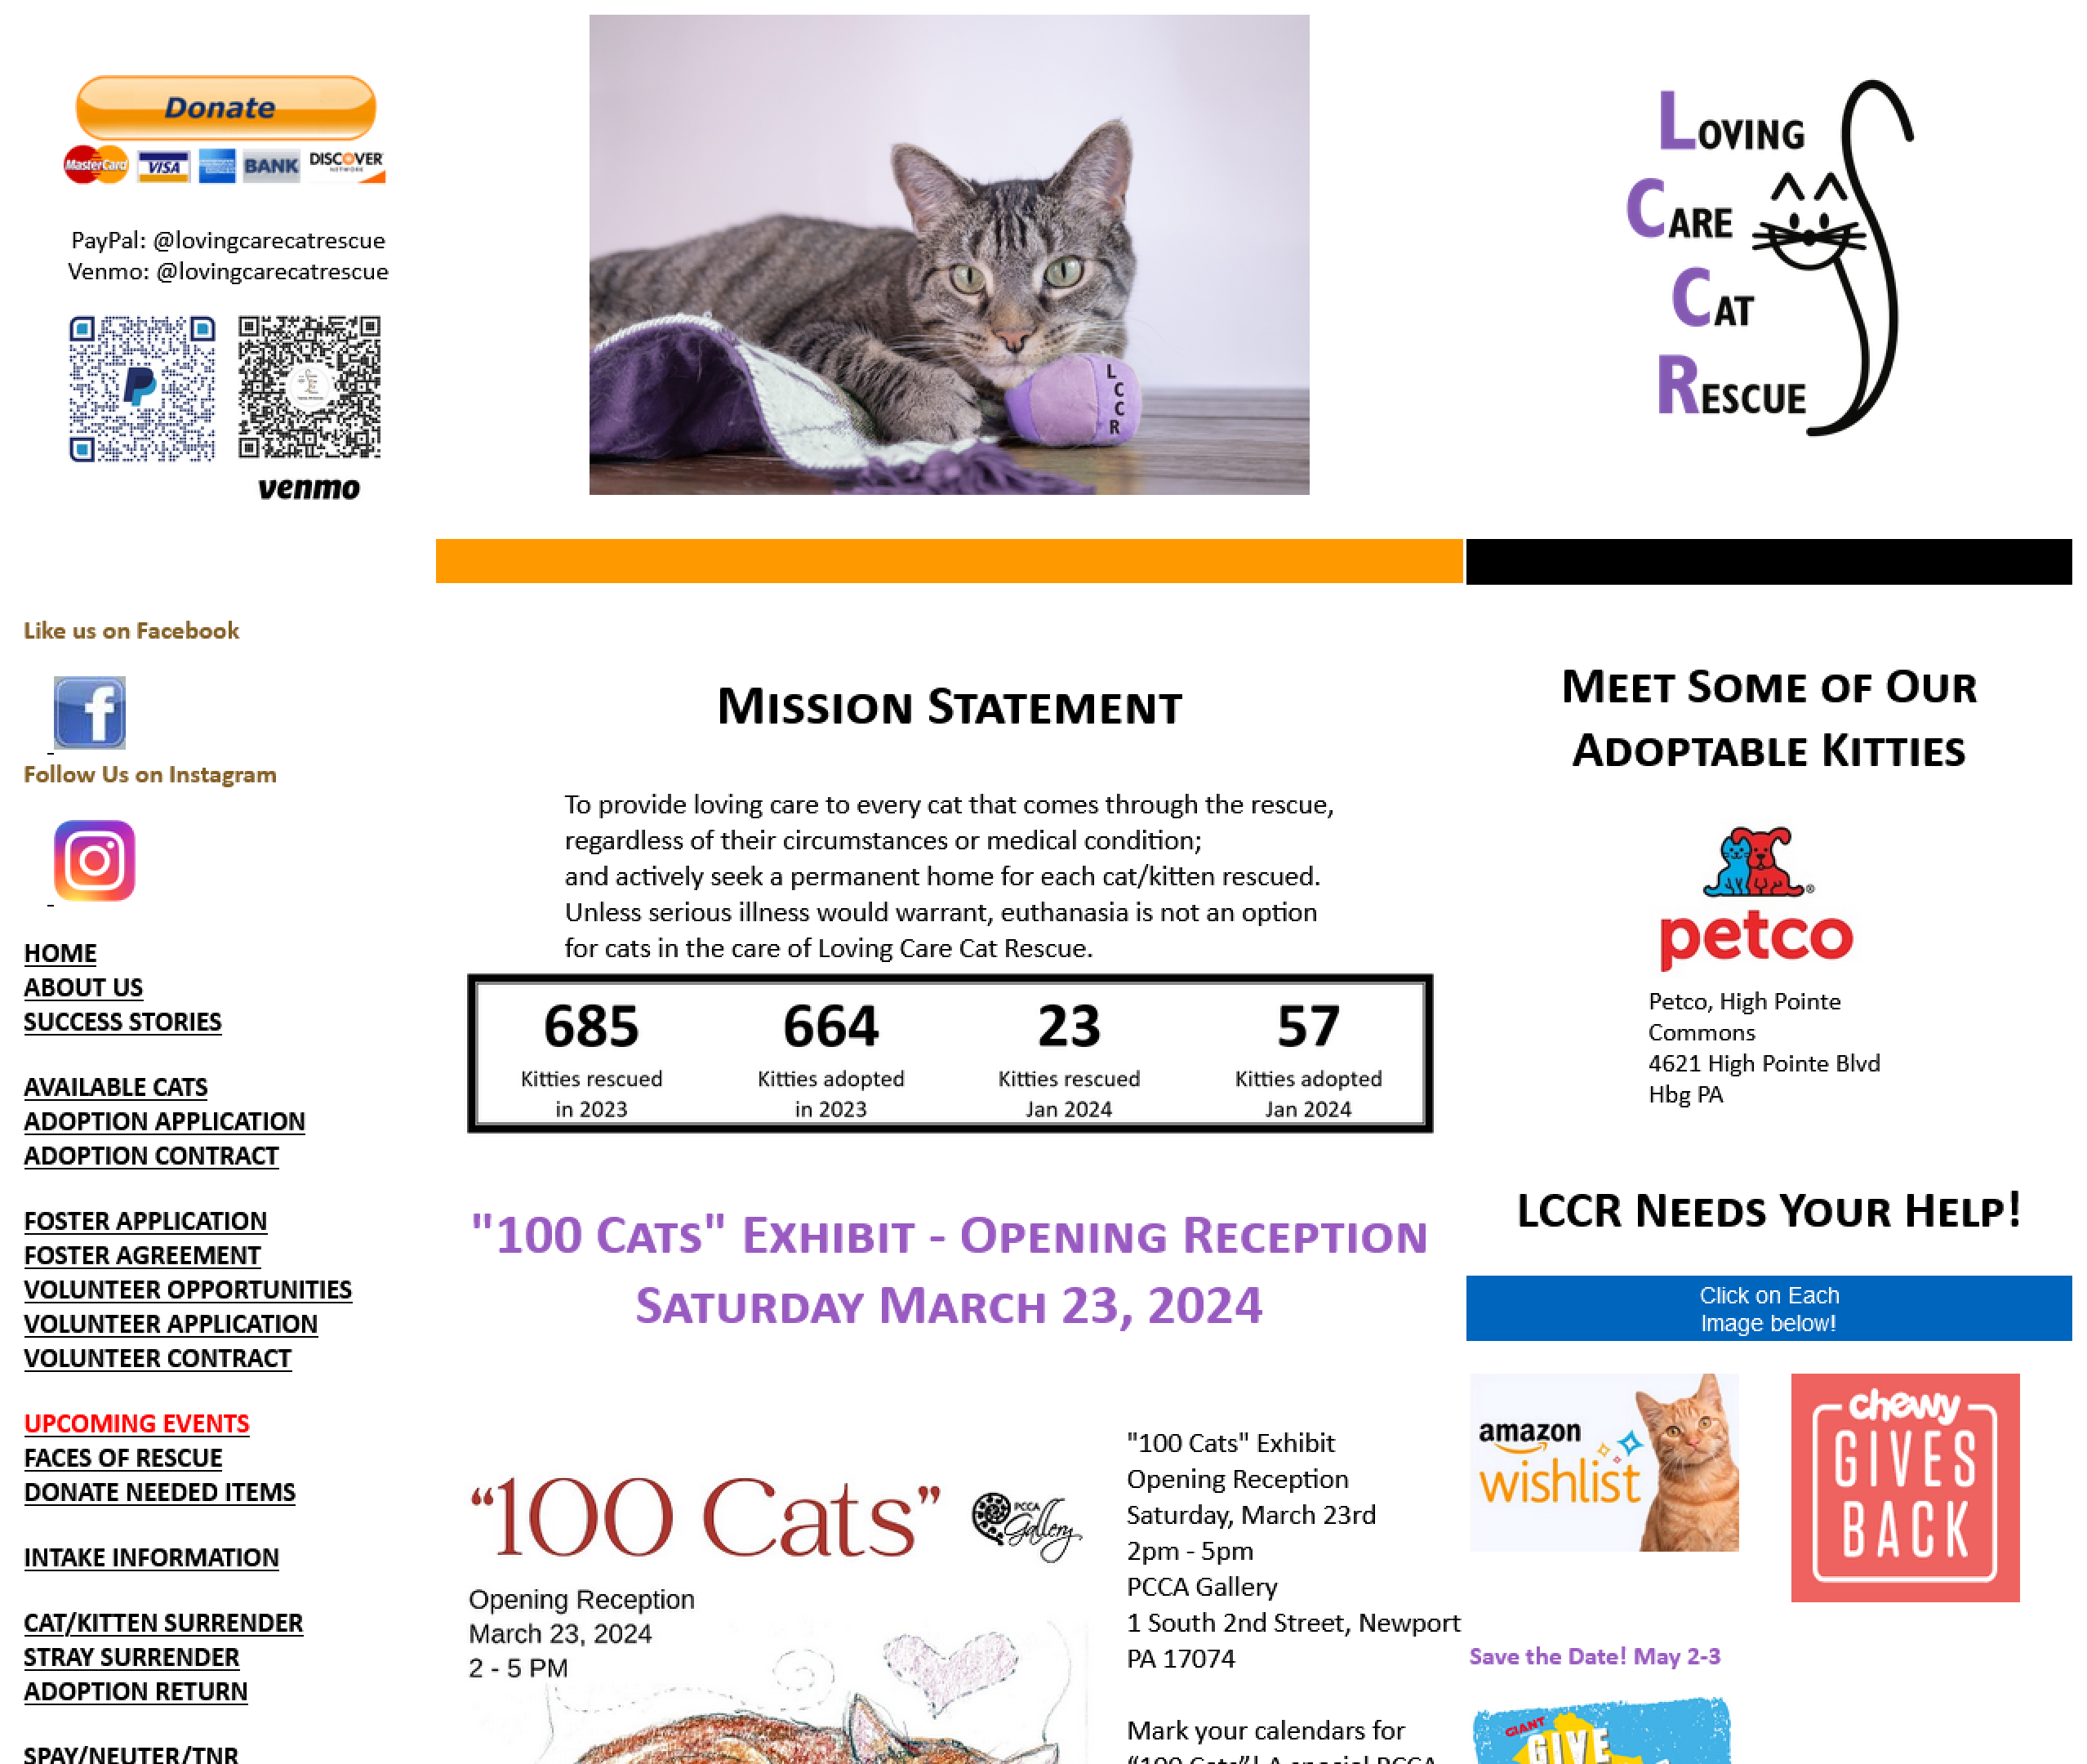 Donate
MasterCard VISA BANK DISCOVER
NETWORK
PayPal: @lovingcarecatrescue
Venmo: @lovingcarecatrescue
venmo
L
C
C
R
LOVING
CARE
CAT
RESCUE
Like us on Facebook
Follow Us on Instagram
HOME
ABOUT US
SUCCESS STORIES
AVAILABLE CATS
ADOPTION APPLICATION
ADOPTION CONTRACT
FOSTER APPLICATION
FOSTER AGREEMENT
VOLUNTEER OPPORTUNITIES
VOLUNTEER APPLICATION
VOLUNTEER CONTRACT
UPCOMING EVENTS
FACES OF RESCUE
DONATE NEEDED ITEMS
INTAKE INFORMATION
CAT/KITTEN SURRENDER
STRAY SURRENDER
ADOPTION RETURN
SPAY/NEUTER/TNR
MISSION STATEMENT
To provide loving care to every cat that comes through the rescue,
regardless of their circumstances or medical condition;
and actively seek a permanent home for each cat/kitten rescued.
Unless serious illness would warrant, euthanasia is not an option
for cats in the care of Loving Care Cat Rescue.
685 664 23 57
Kitties rescued Kitties adopted Kitties rescued Kitties adopted
in 2023 in 2023 Jan 2024 Jan 2024
"100 CATS" EXHIBIT - OPENING RECEPTION
SATURDAY MARCH 23, 2024
“100 Cats”
PCCA
Gallery
Opening Reception
March 23, 2024
2 - 5 PM
"100 Cats" Exhibit
Opening Reception
Saturday, March 23rd
2pm - 5pm
PCCA Gallery
1 South 2nd Street, Newport
PA 17074
Mark your calendars for
“100 Cats”! A special PCCA
MEET SOME OF OUR
ADOPTABLE KITTIES
petco
Petco, High Pointe
Commons
4621 High Pointe Blvd
Hbg PA
LCCR NEEDS YOUR HELP!
Click on Each
Image below!
amazon
wishlist
chewy
GIVES
BACK
Save the Date! May 2-3
GIANT
GIVE